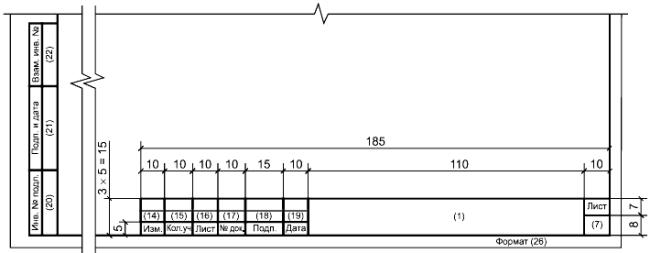 Взам. инв. №
(22)
Подп. и дата
(21)
Инв. № подл.
(20)
185
10 10 10 10 15 10 110 10
3 × 5 = 15
5
(14) (15) (16) (17) (18) (19)
Изм. Кол.уч Лист № док. Подп. Дата
(1)
Лист
(7)
7
8
Формат (26)